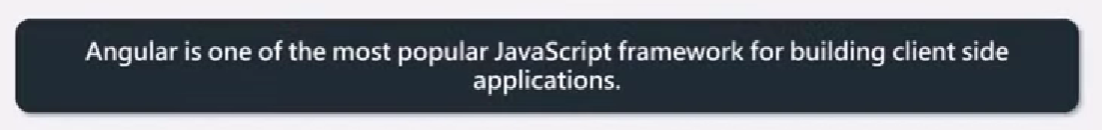 Angular is one of the most popular JavaScript framework for building client side
applications.